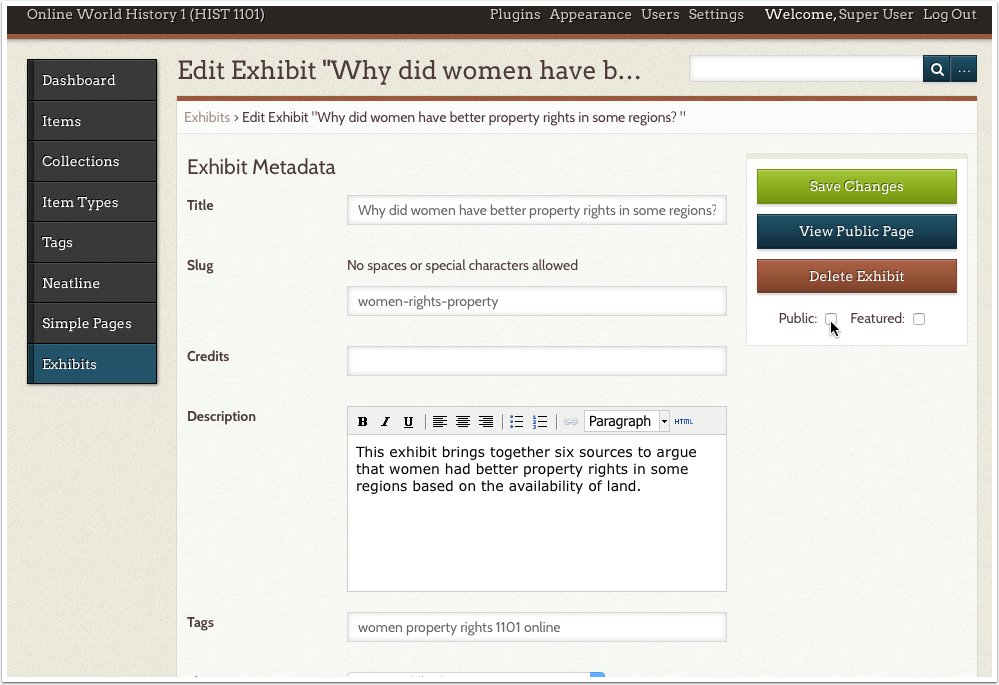 Online World History 1 (HIST 1101)
Plugins Appearance Users Settings Welcome, Super User Log Out
Dashboard
Items
Collections
Item Types
Tags
Neatline
Simple Pages
Exhibits
Edit Exhibit "Why did women have b...
...
Exhibits › Edit Exhibit "Why did women have better property rights in some regions? "
Exhibit Metadata
Title
Why did women have better property rights in some regions?
Slug
No spaces or special characters allowed
women-rights-property
Credits
Description
B I U Paragraph HTML
This exhibit brings together six sources to argue
that women had better property rights in some
regions based on the availability of land.
Tags
women property rights 1101 online
Save Changes
View Public Page
Delete Exhibit
Public: Featured: